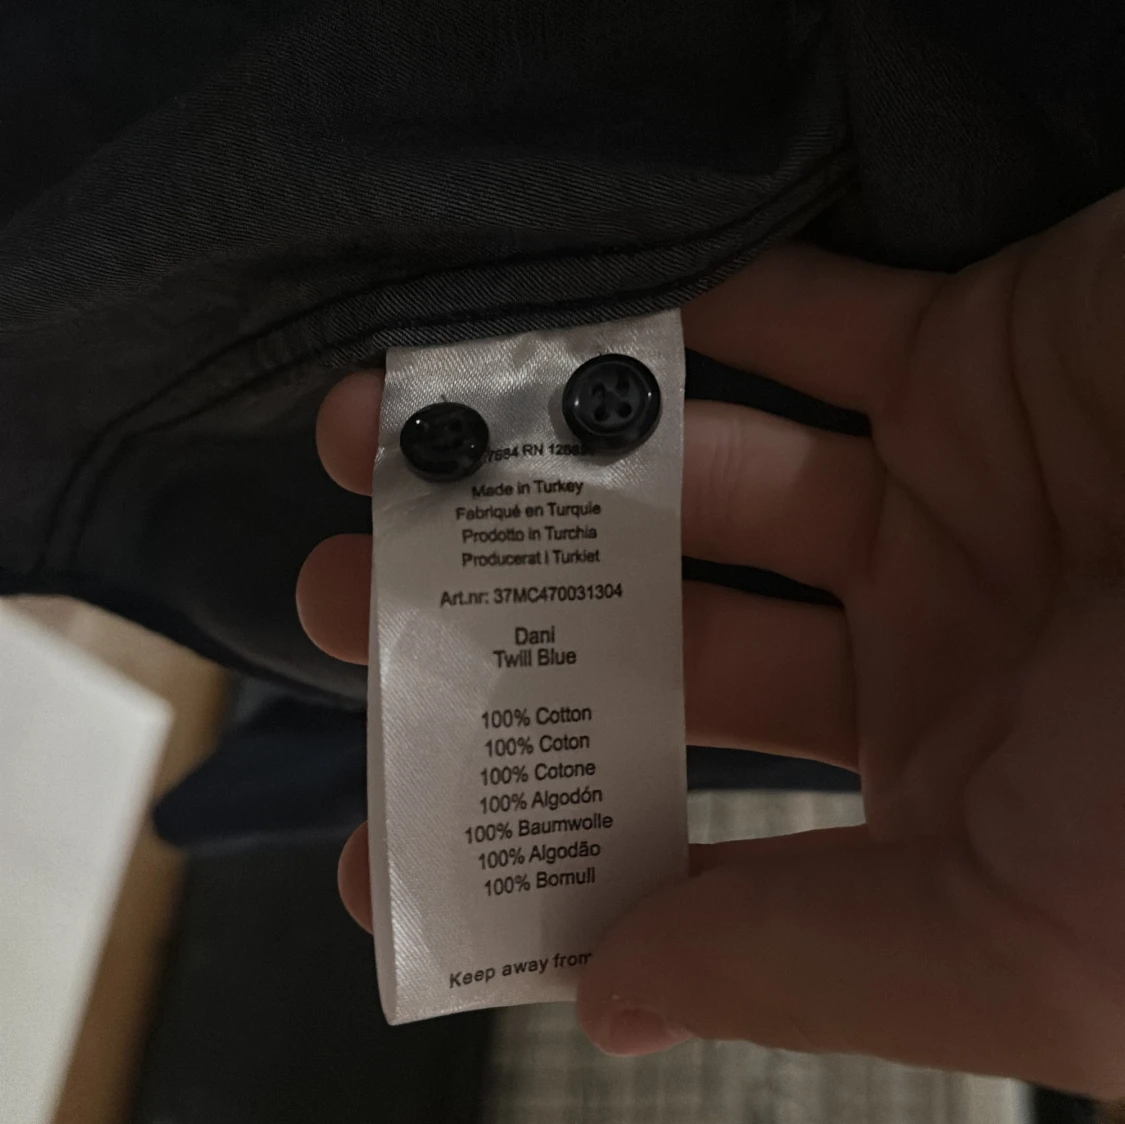 RN
Made in Turkey
Fabriqué en Turquie
Prodotto in Turchia
Producerat I Turkiet
Art.nr: 37MC470031304
Dani
Twill Blue
100% Cotton
100% Coton
100% Cotone
100% Algodón
100% Baumwolle
100% Algodão
100% Bomull
Keep away from